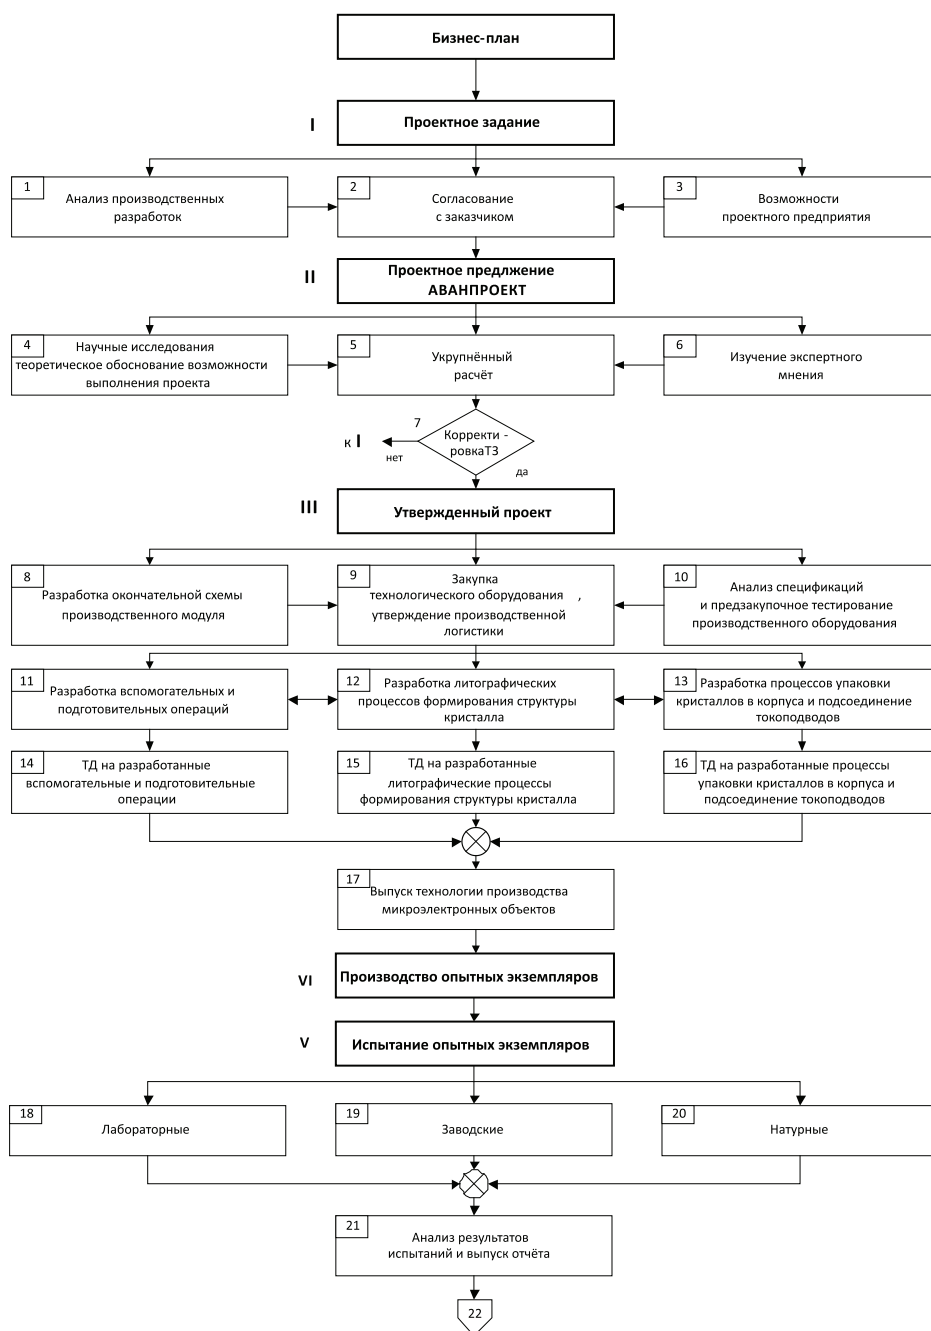 Бизнес-план
I
Проектное задание
1
Анализ производственных
разработок
2
Согласование
с заказчиком
3
Возможности
проектного предприятия
II
Проектное предлжение
АВАНПРОЕКТ
4
Научные исследования
теоретическое обоснование возможности
выполнения проекта
5
Укрупнённый
расчёт
6
Изучение экспертного
мнения
7
Корректи -
ровкаТЗ
к I
нет
да
III
Утвержденный проект
8
Разработка окончательной схемы
производственного модуля
9
Закупка
технологического оборудования ,
утверждение производственной
логистики
10
Анализ спецификаций
и предзакупочное тестирование
производственного оборудования
11
Разработка вспомогательных и
подготовительных операций
12
Разработка литографических
процессов формирования структуры
кристалла
13
Разработка процессов упаковки
кристаллов в корпуса и подсоединение
токоподводов
14
ТД на разработанные
вспомогательные и подготовительные
операции
15
ТД на разработанные
литографические процессы
формирования структуры кристалла
16
ТД на разработанные процессы
упаковки кристаллов в корпуса и
подсоединение токоподводов
17
Выпуск технологии производства
микроэлектронных объектов
VI
Производство опытных экземпляров
V
Испытание опытных экземпляров
18
Лабораторные
19
Заводские
20
Натурные
21
Анализ результатов
испытаний и выпуск отчёта
22